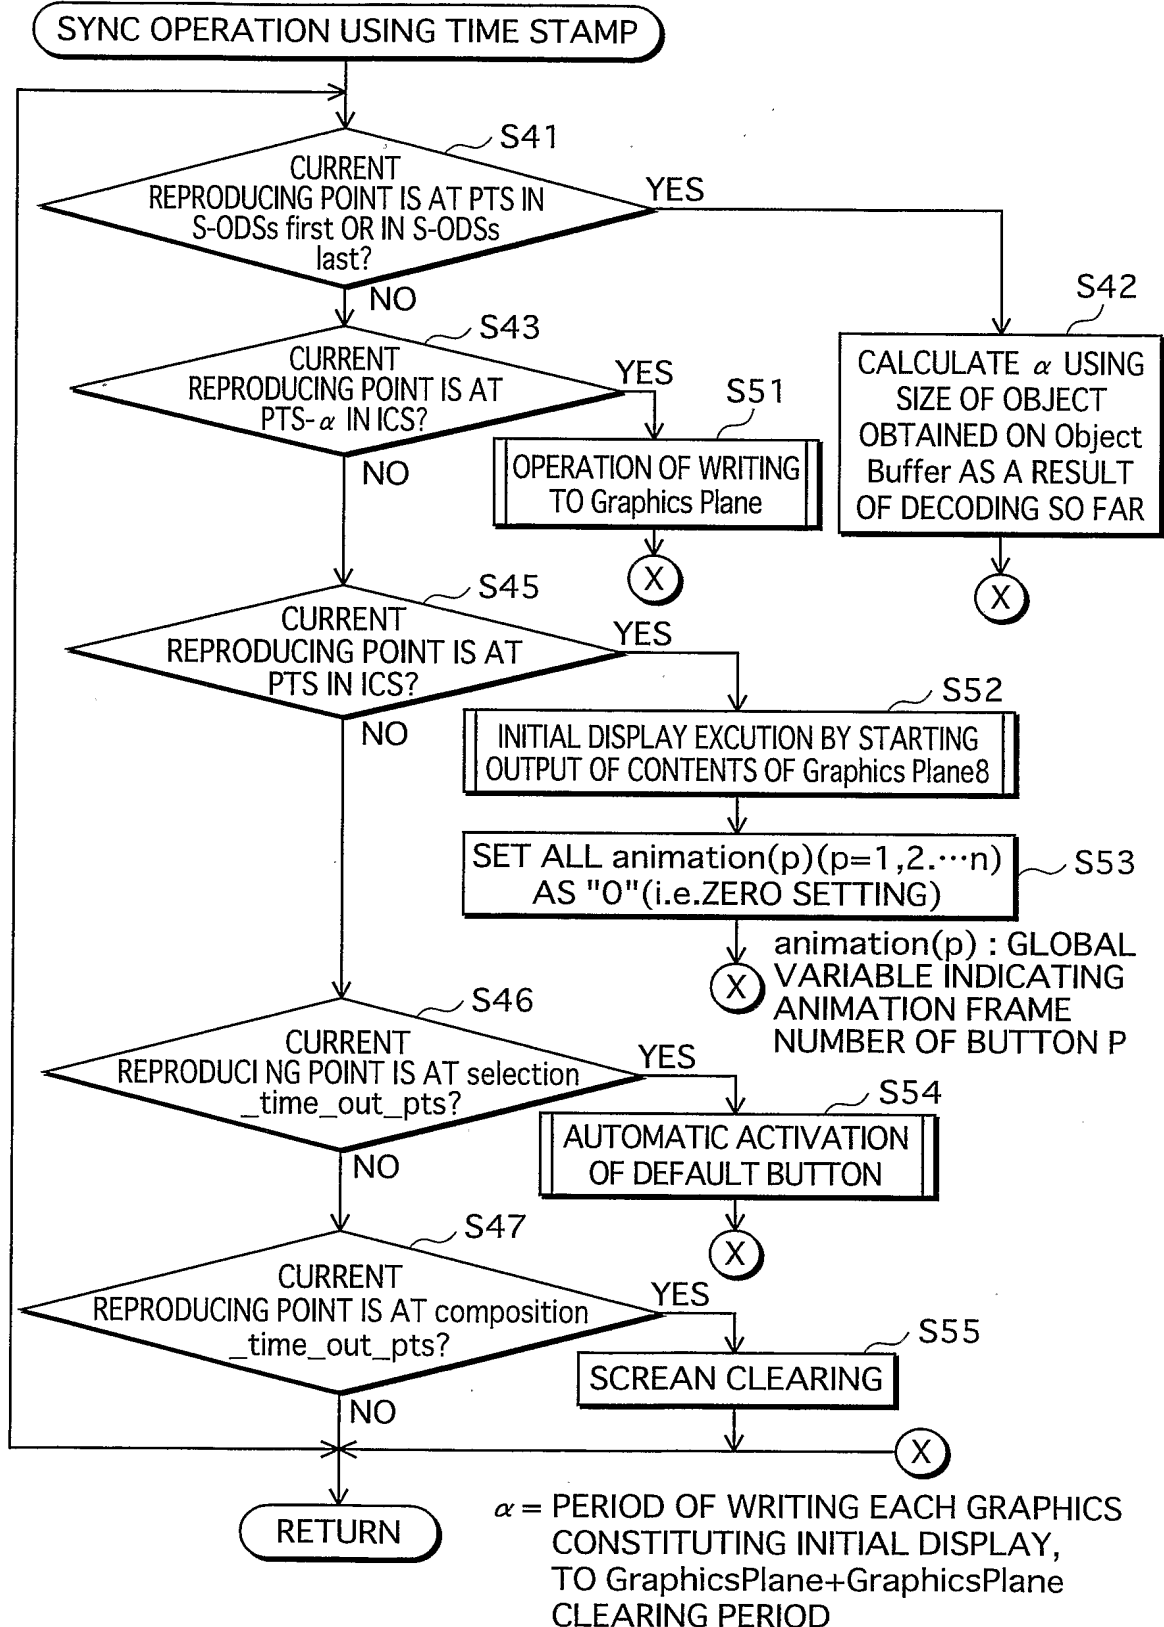 SYNC OPERATION USING TIME STAMP
S41
CURRENT
REPRODUCING POINT IS AT PTS IN
S-ODSs first OR IN S-ODSs
last?
YES
NO
S42
CALCULATE α USING
SIZE OF OBJECT
OBTAINED ON Object
Buffer AS A RESULT
OF DECODING SO FAR
X
S43
CURRENT
REPRODUCING POINT IS AT
PTS-α IN ICS?
YES
NO
S51
OPERATION OF WRITING
TO Graphics Plane
X
S45
CURRENT
REPRODUCING POINT IS AT
PTS IN ICS?
YES
NO
S52
INITIAL DISPLAY EXCUTION BY STARTING
OUTPUT OF CONTENTS OF Graphics Plane8
SET ALL animation(p)(p=1,2.···n)
AS "0"(i.e.ZERO SETTING)
S53
X
animation(p) : GLOBAL
VARIABLE INDICATING
ANIMATION FRAME
NUMBER OF BUTTON P
S46
CURRENT
REPRODUCI NG POINT IS AT selection
_time_out_pts?
YES
NO
S54
AUTOMATIC ACTIVATION
OF DEFAULT BUTTON
X
S47
CURRENT
REPRODUCING POINT IS AT composition
_time_out_pts?
YES
NO
S55
SCREAN CLEARING
X
RETURN
α = PERIOD OF WRITING EACH GRAPHICS
CONSTITUTING INITIAL DISPLAY,
TO GraphicsPlane+GraphicsPlane
CLEARING PERIOD